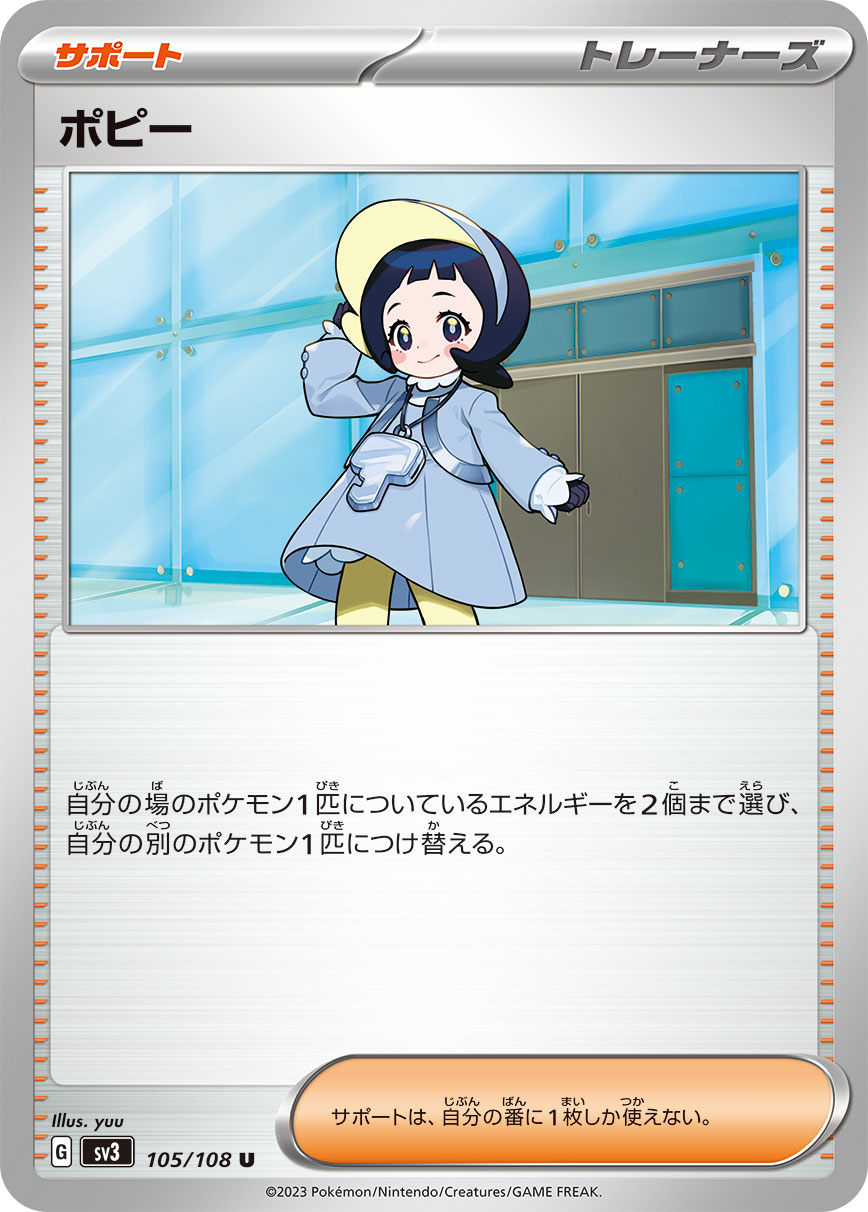 サポート
トレーナーズ
ポピー
自分の場のポケモン1匹についているエネルギーを2個まで選び、
自分の別のポケモン1匹につけ替える。
サポートは、自分の番に1枚しか使えない。
Illus. yuu
G SV3 105/108 U
©2023 Pokémon/Nintendo/Creatures/GAME FREAK.